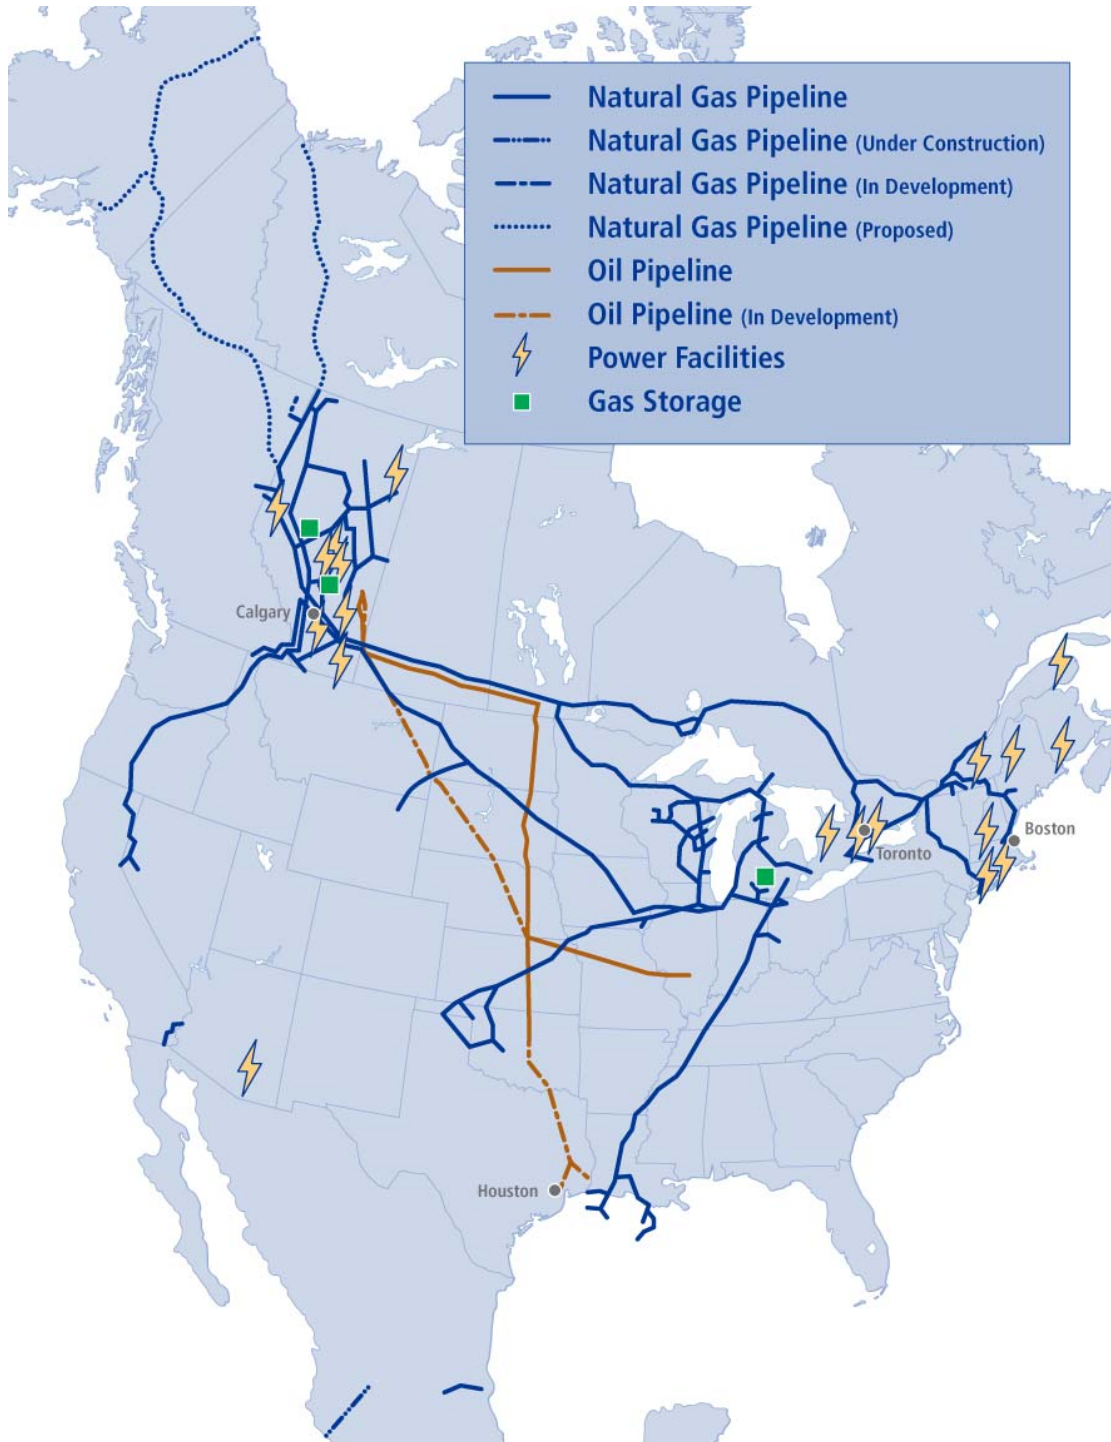 Natural Gas Pipeline
Natural Gas Pipeline (Under Construction)
Natural Gas Pipeline (In Development)
Natural Gas Pipeline (Proposed)
Oil Pipeline
Oil Pipeline (In Development)
Power Facilities
Gas Storage
Calgary
Boston
Toronto
Houston